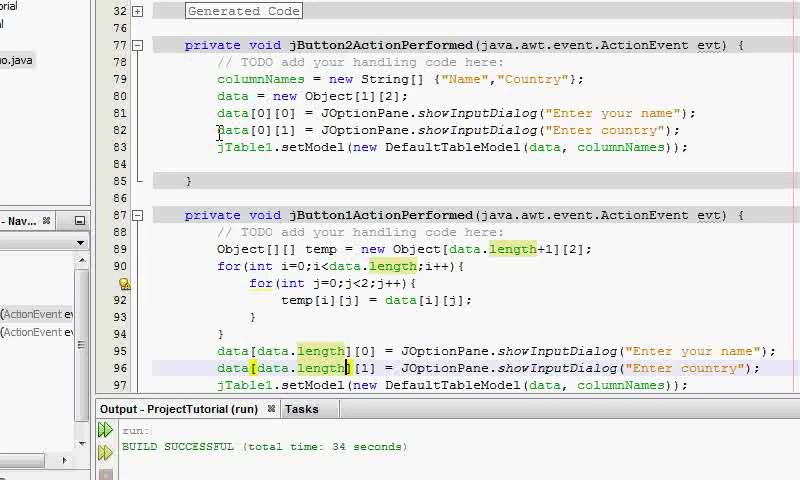 torial
al
o.java
- Nav...
(ActionEvent ev
(ActionEvent ev
32 Generated Code
76
77 private void jButton2ActionPerformed(java.awt.event.ActionEvent evt) {
78 // TODO add your handling code here:
79 columnNames = new String[] {"Name","Country"};
80 data = new Object[1][2];
81 data[0][0] = JOptionPane.showInputDialog("Enter your name");
82 data[0][1] = JOptionPane.showInputDialog("Enter country");
83 jTable1.setModel(new DefaultTableModel(data, columnNames));
84
85 }
86
87 private void jButton1ActionPerformed(java.awt.event.ActionEvent evt) {
88 // TODO add your handling code here:
89 Object[][] temp = new Object[data.length+1][2];
90 for(int i=0;i<data.length;i++){
for(int j=0;j<2;j++){
92 temp[i][j] = data[i][j];
93 }
94 }
95 data[data.length][0] = JOptionPane.showInputDialog("Enter your name");
96 data[data.length][1] = JOptionPane.showInputDialog("Enter country");
97 jTable1.setModel(new DefaultTableModel(data, columnNames));
Output - ProjectTutorial (run) Tasks
run:
BUILD SUCCESSFUL (total time: 34 seconds)